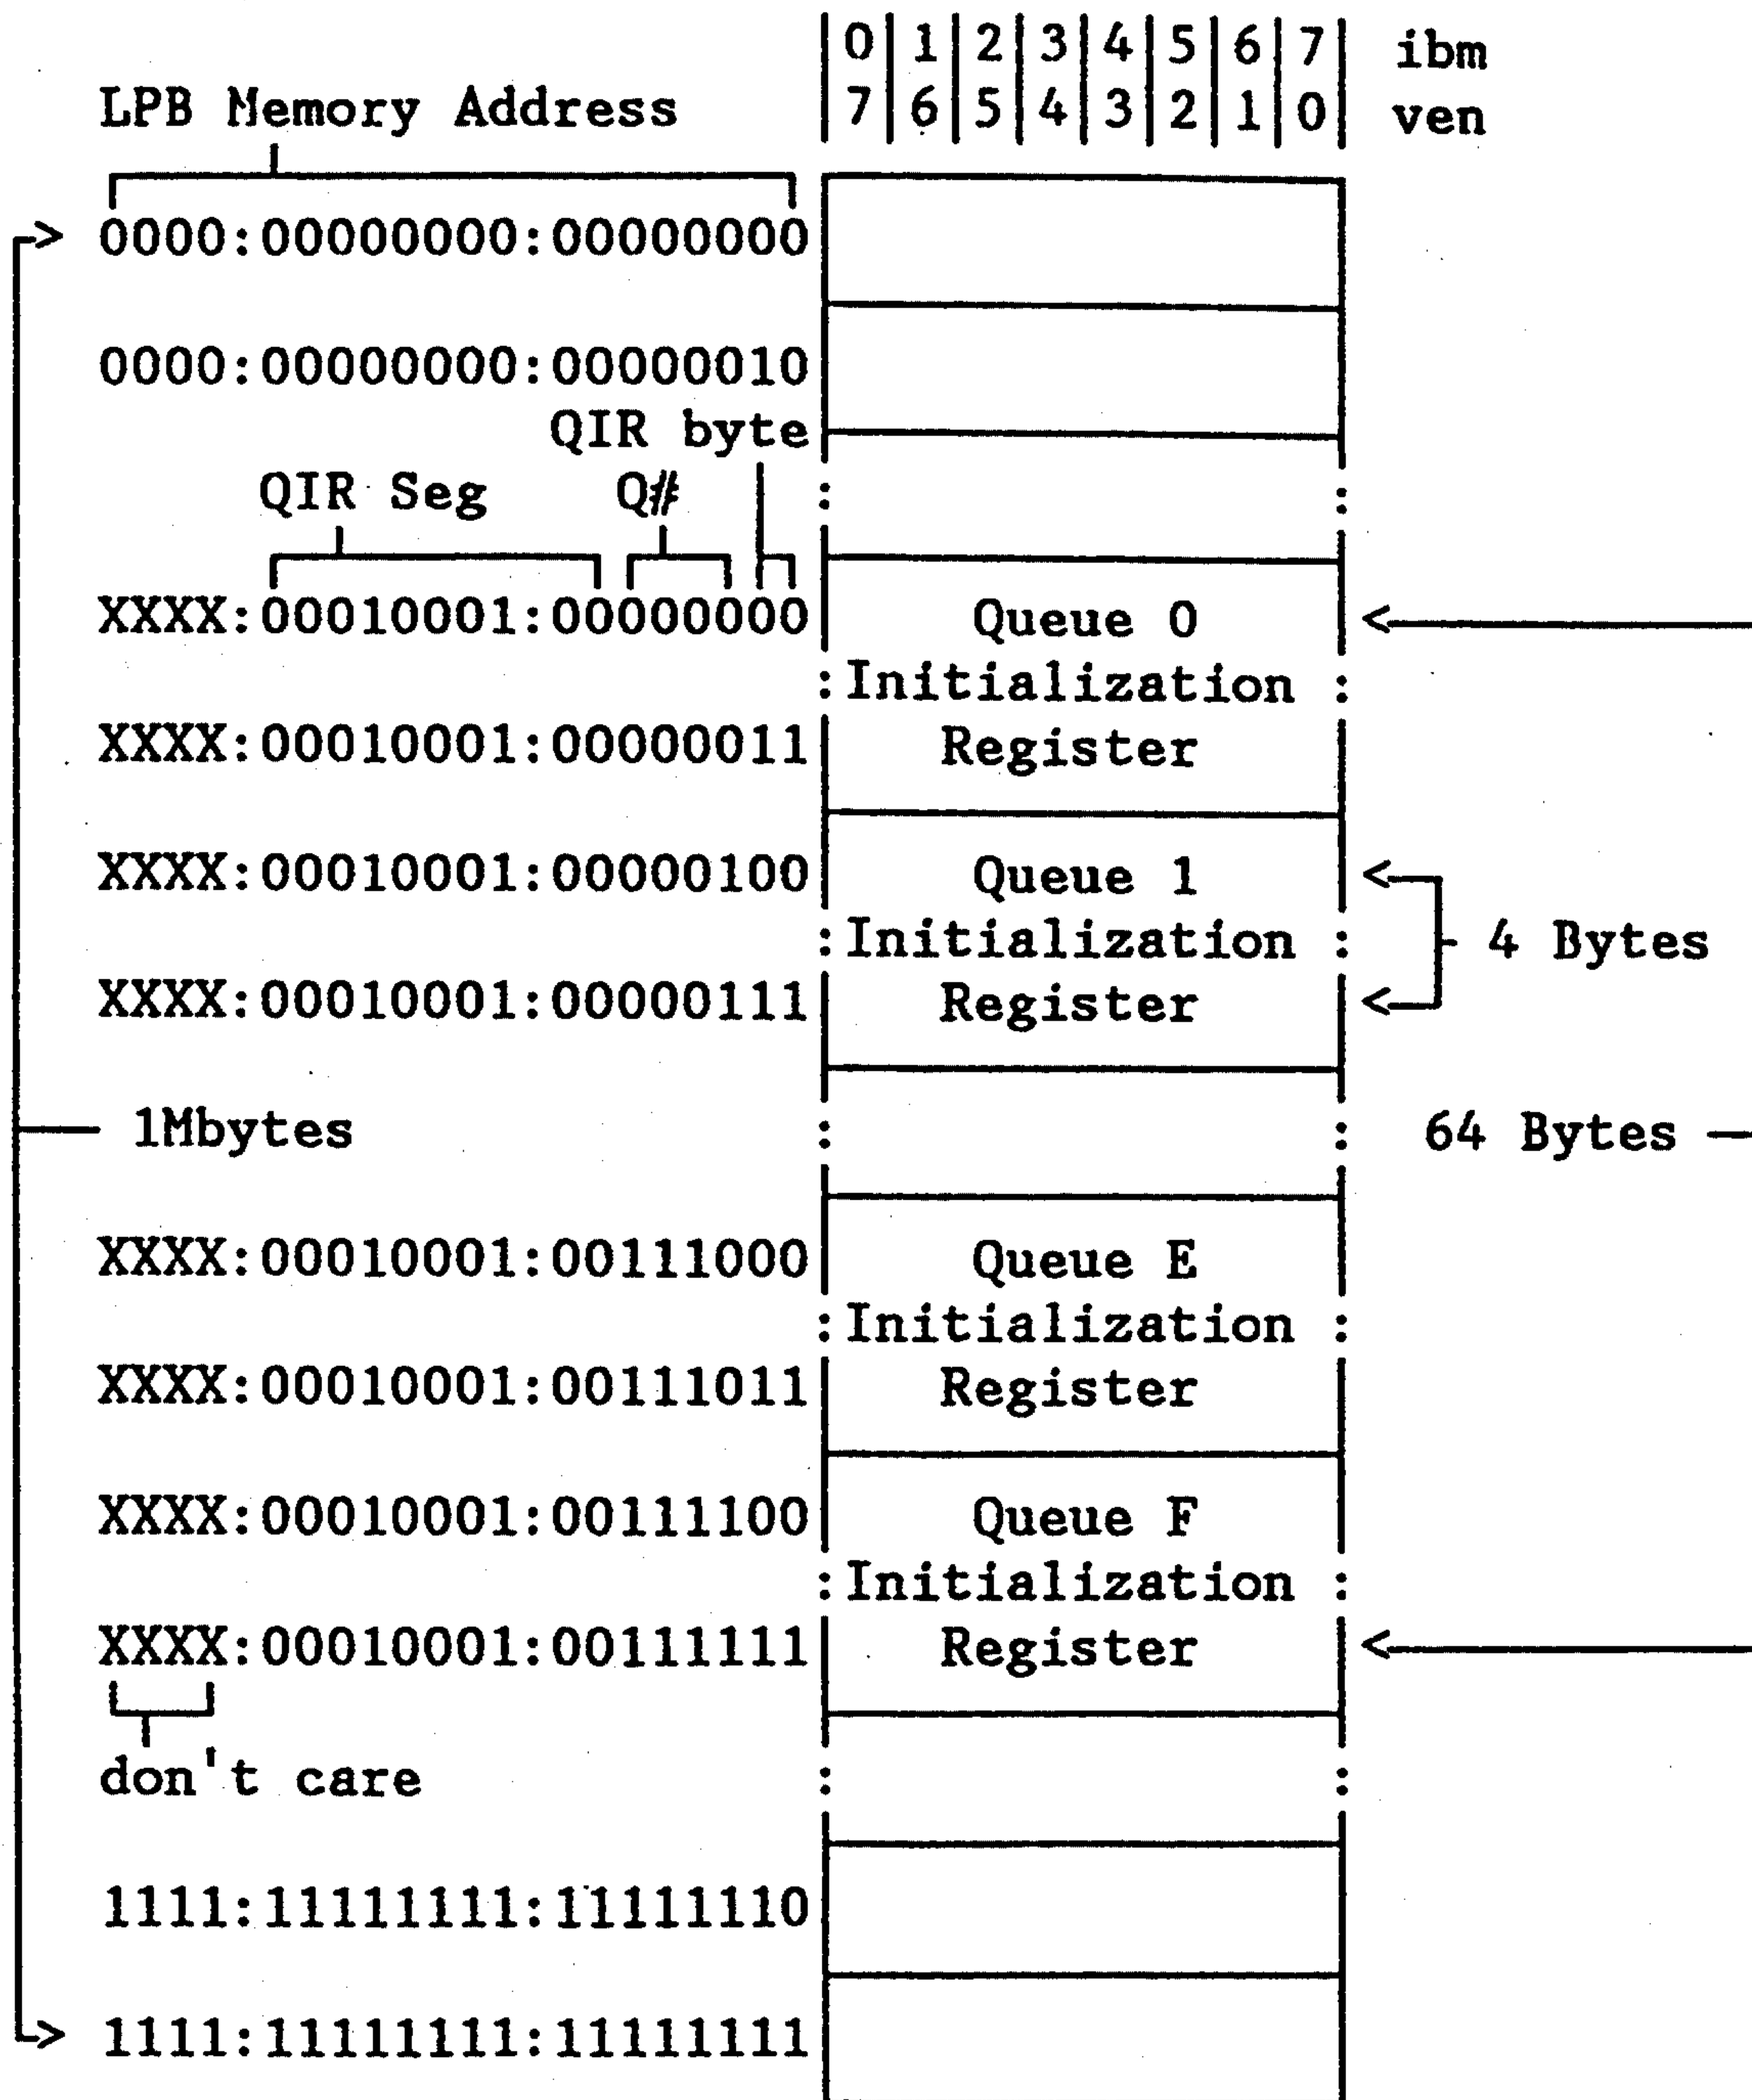 |0|1|2|3|4|5|6|7| ibm
LPB Memory Address |7|6|5|4|3|2|1|0| ven
0000:00000000:00000000
0000:00000000:00000010
QIR byte
QIR Seg Q#
: :
XXXX:00010001:00000000 Queue 0
:Initialization :
XXXX:00010001:00000011 Register
XXXX:00010001:00000100 Queue 1
:Initialization : 4 Bytes
XXXX:00010001:00000111 Register
1Mbytes : : 64 Bytes
XXXX:00010001:00111000 Queue E
:Initialization :
XXXX:00010001:00111011 Register
XXXX:00010001:00111100 Queue F
:Initialization :
XXXX:00010001:00111111 Register
don't care : :
1111:11111111:11111110
1111:11111111:11111111